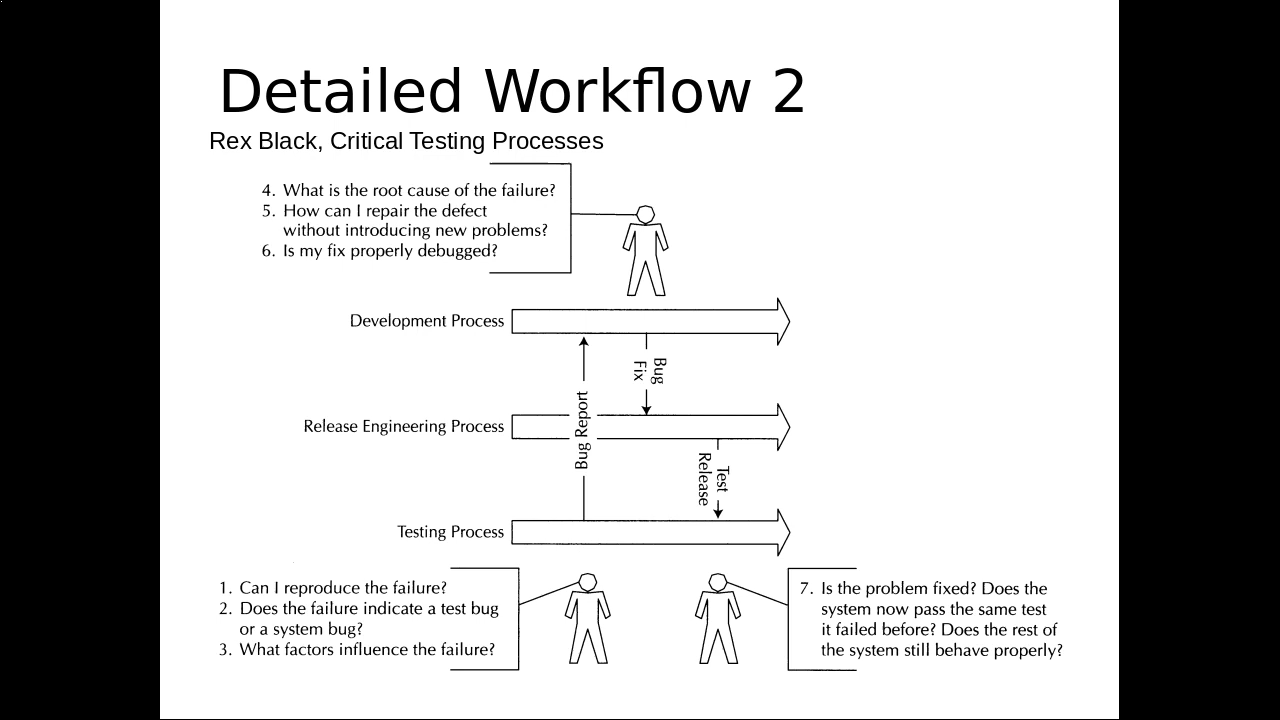 Detailed Workflow 2
Rex Black, Critical Testing Processes
4. What is the root cause of the failure?
5. How can I repair the defect
without introducing new problems?
6. Is my fix properly debugged?
Development Process
Bug
Fix
Bug Report
Release Engineering Process
Test
Release
Testing Process
1. Can I reproduce the failure?
2. Does the failure indicate a test bug
or a system bug?
3. What factors influence the failure?
7. Is the problem fixed? Does the
system now pass the same test
it failed before? Does the rest of
the system still behave properly?